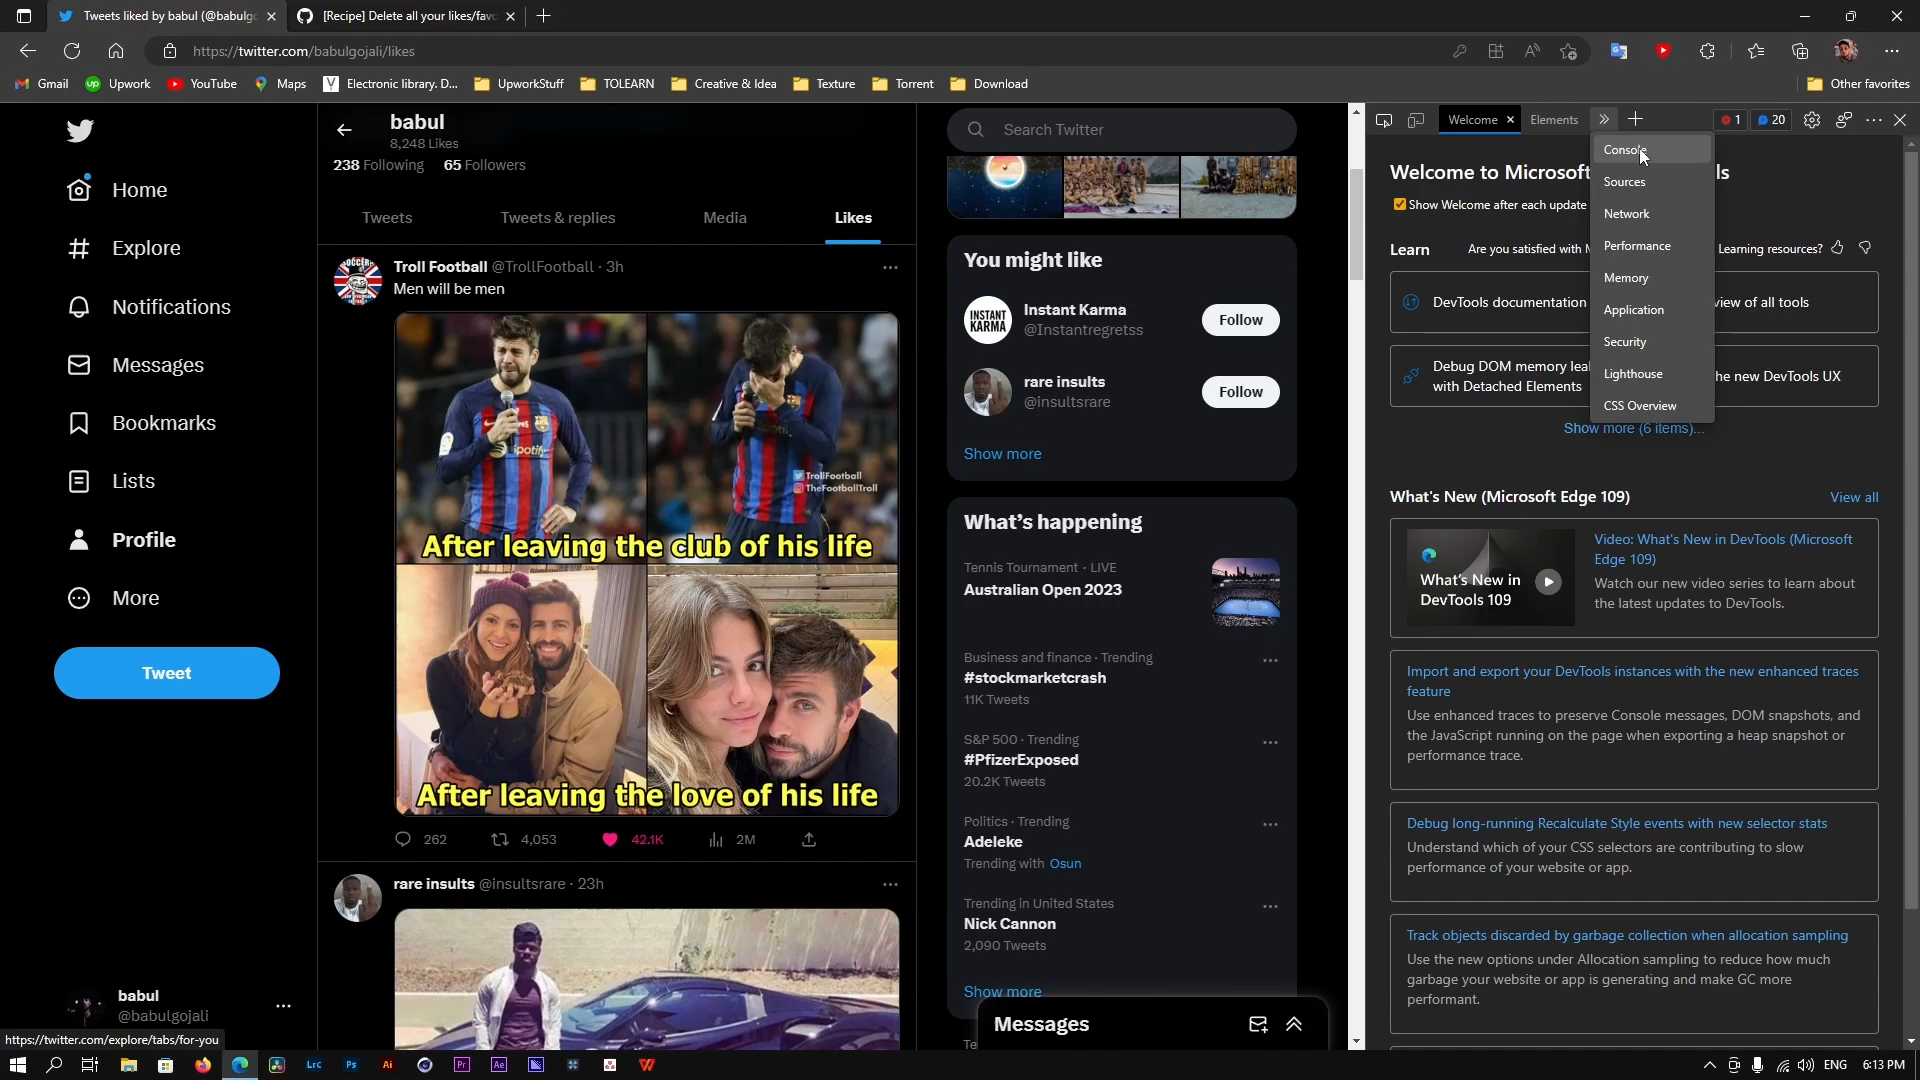 Tweets liked by babul (@babulgo
[Recipe] Delete all your likes/favo
https://twitter.com/babulgojali/likes
Gmail
Upwork
YouTube
Maps
Electronic library. D...
UpworkStuff
TOLEARN
Creative & Idea
Texture
Torrent
Download
Other favorites
Home
Explore
Notifications
Messages
Bookmarks
Lists
Profile
More
Tweet
babul
@babulgojali
https://twitter.com/explore/tabs/for-you
babul
8,248 Likes
238 Following 65 Followers
Tweets
Tweets & replies
Media
Likes
Troll Football @TrollFootball · 3h
Men will be men
Spotify
TrollFootball
TheFootballTroll
After leaving the club of his life
After leaving the love of his life
262
4,053
42.1K
2M
rare insults @insultsrare · 23h
Search Twitter
You might like
INSTANT
KARMA
Instant Karma
@Instantregretss
Follow
rare insults
@insultsrare
Follow
Show more
What's happening
Tennis Tournament · LIVE
Australian Open 2023
Business and finance · Trending
#stockmarketcrash
11K Tweets
S&P 500 · Trending
#PfizerExposed
20.2K Tweets
Politics · Trending
Adeleke
Trending with Osun
Trending in United States
Nick Cannon
2,090 Tweets
Show more
Messages
Te
Welcome
Elements
1
20
Console
Sources
Network
Performance
Memory
Application
Security
Lighthouse
CSS Overview
Welcome to Microsoft ls
Show Welcome after each update
Learn
Are you satisfied with M
Learning resources?
DevTools documentation
view of all tools
Debug DOM memory leal
with Detached Elements
he new DevTools UX
Show more (6 items)...
What's New (Microsoft Edge 109)
View all
What's New in
DevTools 109
Video: What's New in DevTools (Microsoft
Edge 109)
Watch our new video series to learn about
the latest updates to DevTools.
Import and export your DevTools instances with the new enhanced traces
feature
Use enhanced traces to preserve Console messages, DOM snapshots, and
the JavaScript running on the page when exporting a heap snapshot or
performance trace.
Debug long-running Recalculate Style events with new selector stats
Understand which of your CSS selectors are contributing to slow
performance of your website or app.
Track objects discarded by garbage collection when allocation sampling
Use the new options under Allocation sampling to reduce how much
garbage your website or app is generating and make GC more
performant.
Lrc
Ps
Ai
Pr
Ae
ENG
6:13 PM